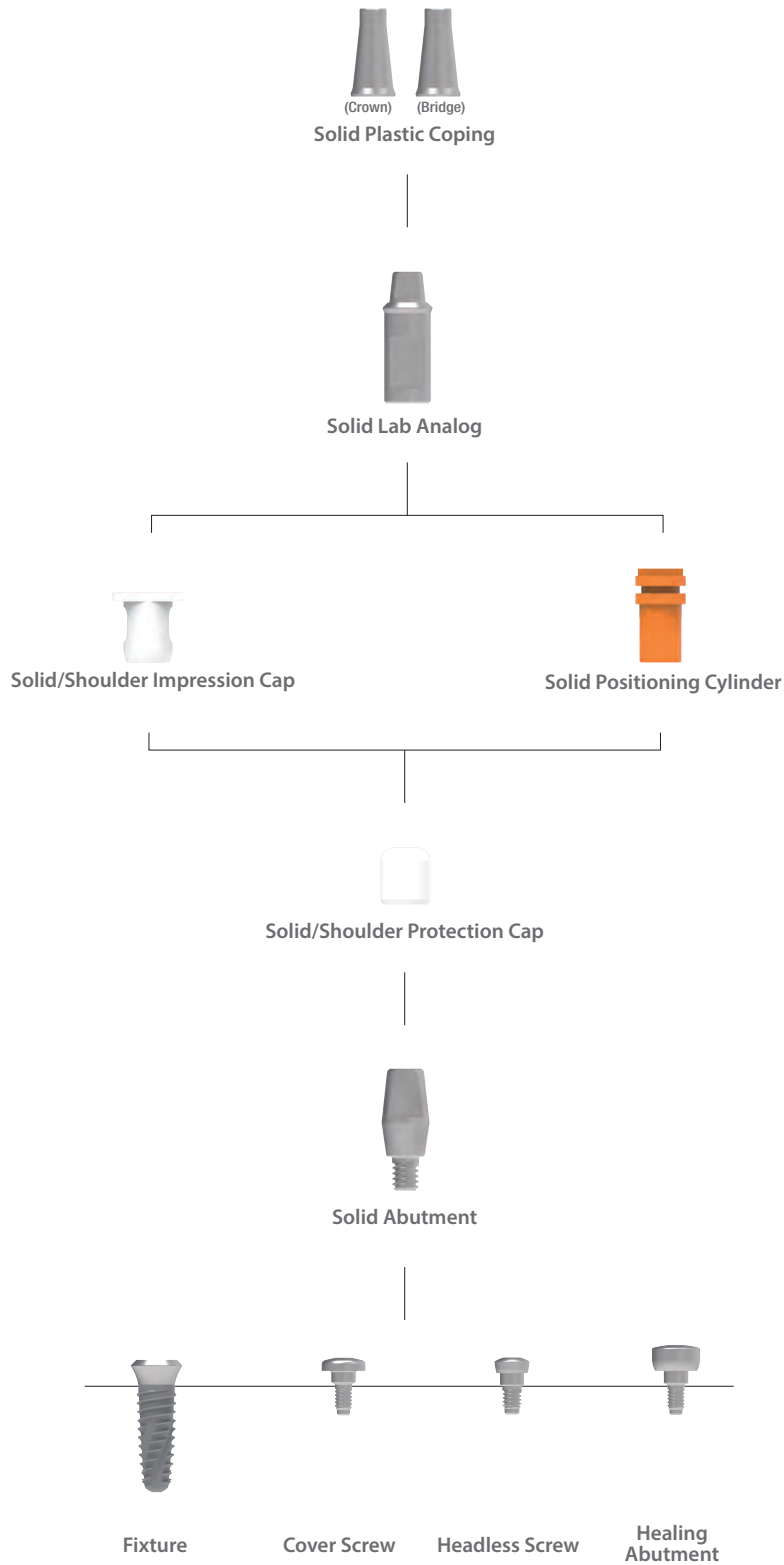 (Crown) (Bridge)
Solid Plastic Coping
Solid Lab Analog
Solid/Shoulder Impression Cap
Solid Positioning Cylinder
Solid/Shoulder Protection Cap
Solid Abutment
Fixture
Cover Screw
Headless Screw
Healing
Abutment